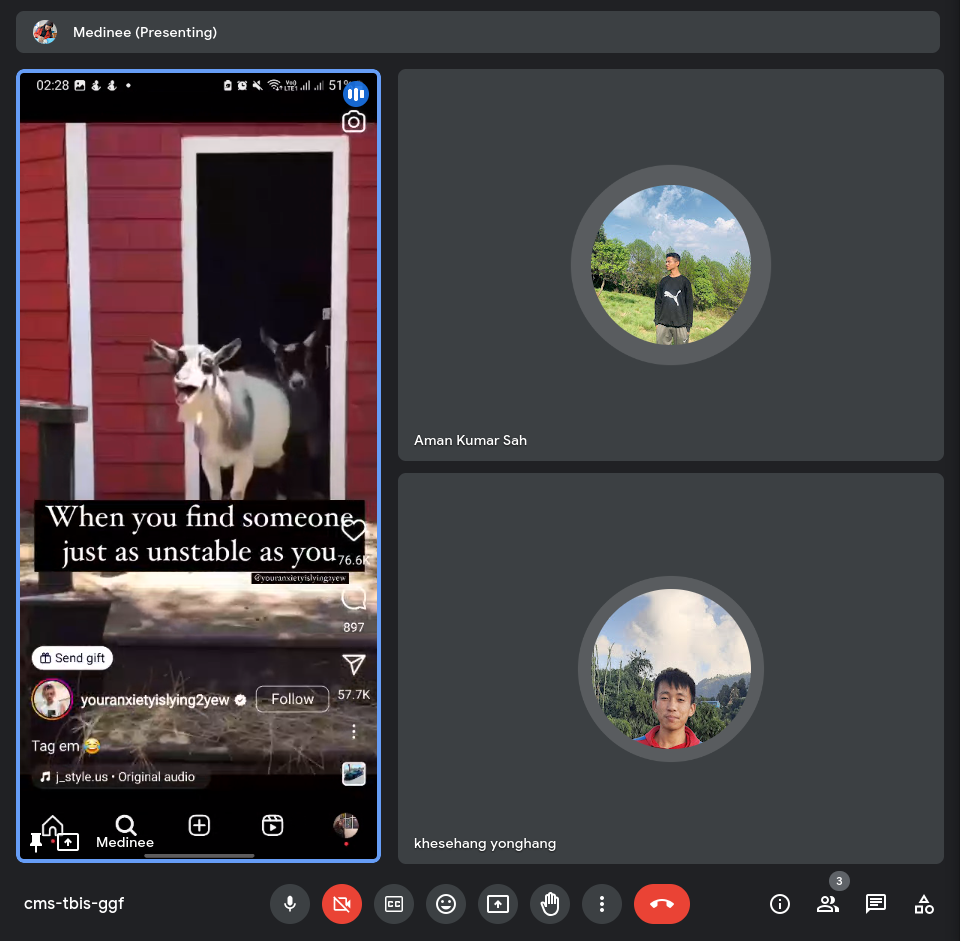 Medinee (Presenting)
02:28
51%
When you find someone
just as unstable as you
@youranxietyislying2yew
76.6K
897
57.7K
Send gift
youranxietyislying2yew
Follow
Tag em 😂
j_style.us • Original audio
Medinee
Aman Kumar Sah
khesehang yonghang
cms-tbis-ggf
3